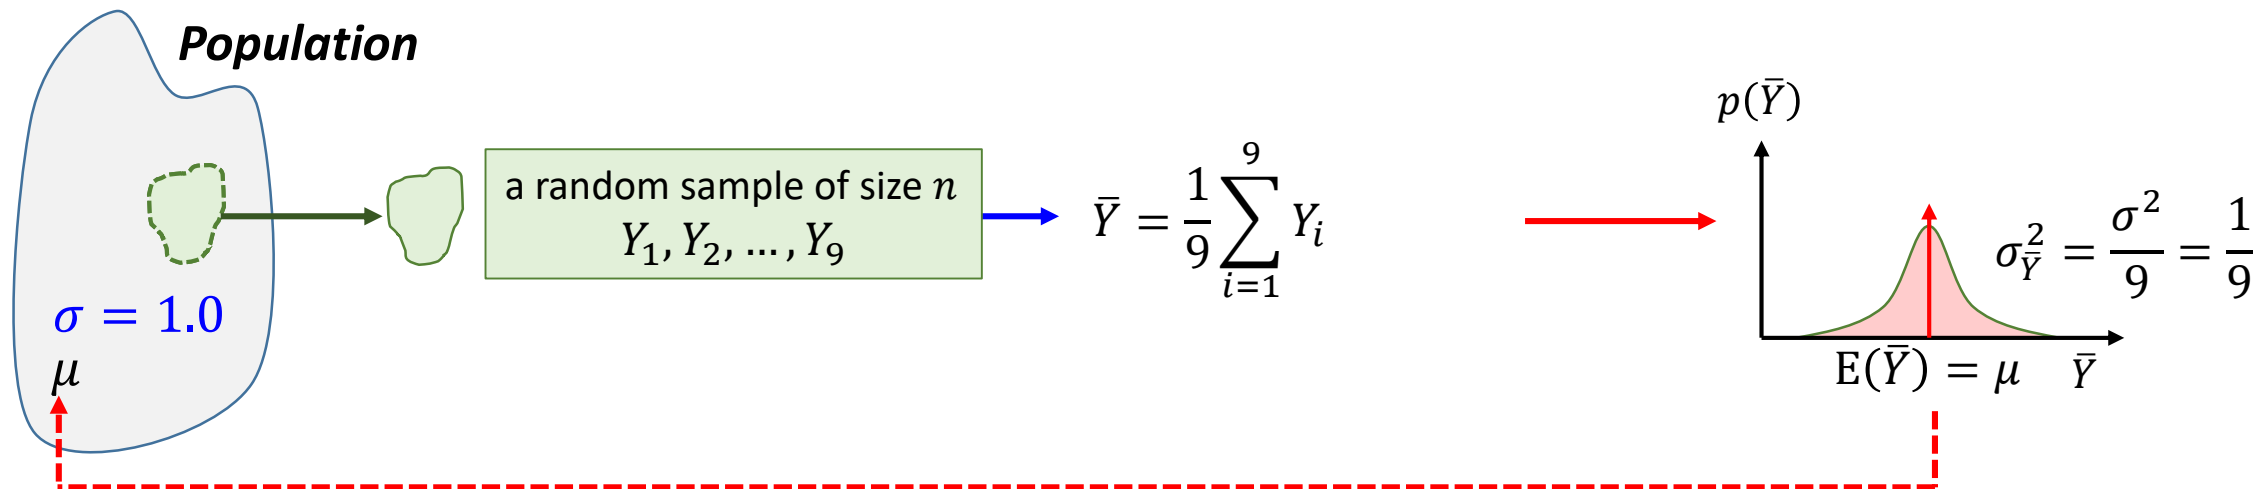 Population
σ = 1.0
μ
a random sample of size n
Y₁, Y₂, …, Y₉
Ȳ = 1/9 ∑_{i=1}^{9} Yᵢ
p(Ȳ)
σ²_Ȳ = σ²/9 = 1/9
E(Ȳ) = μ
Ȳ